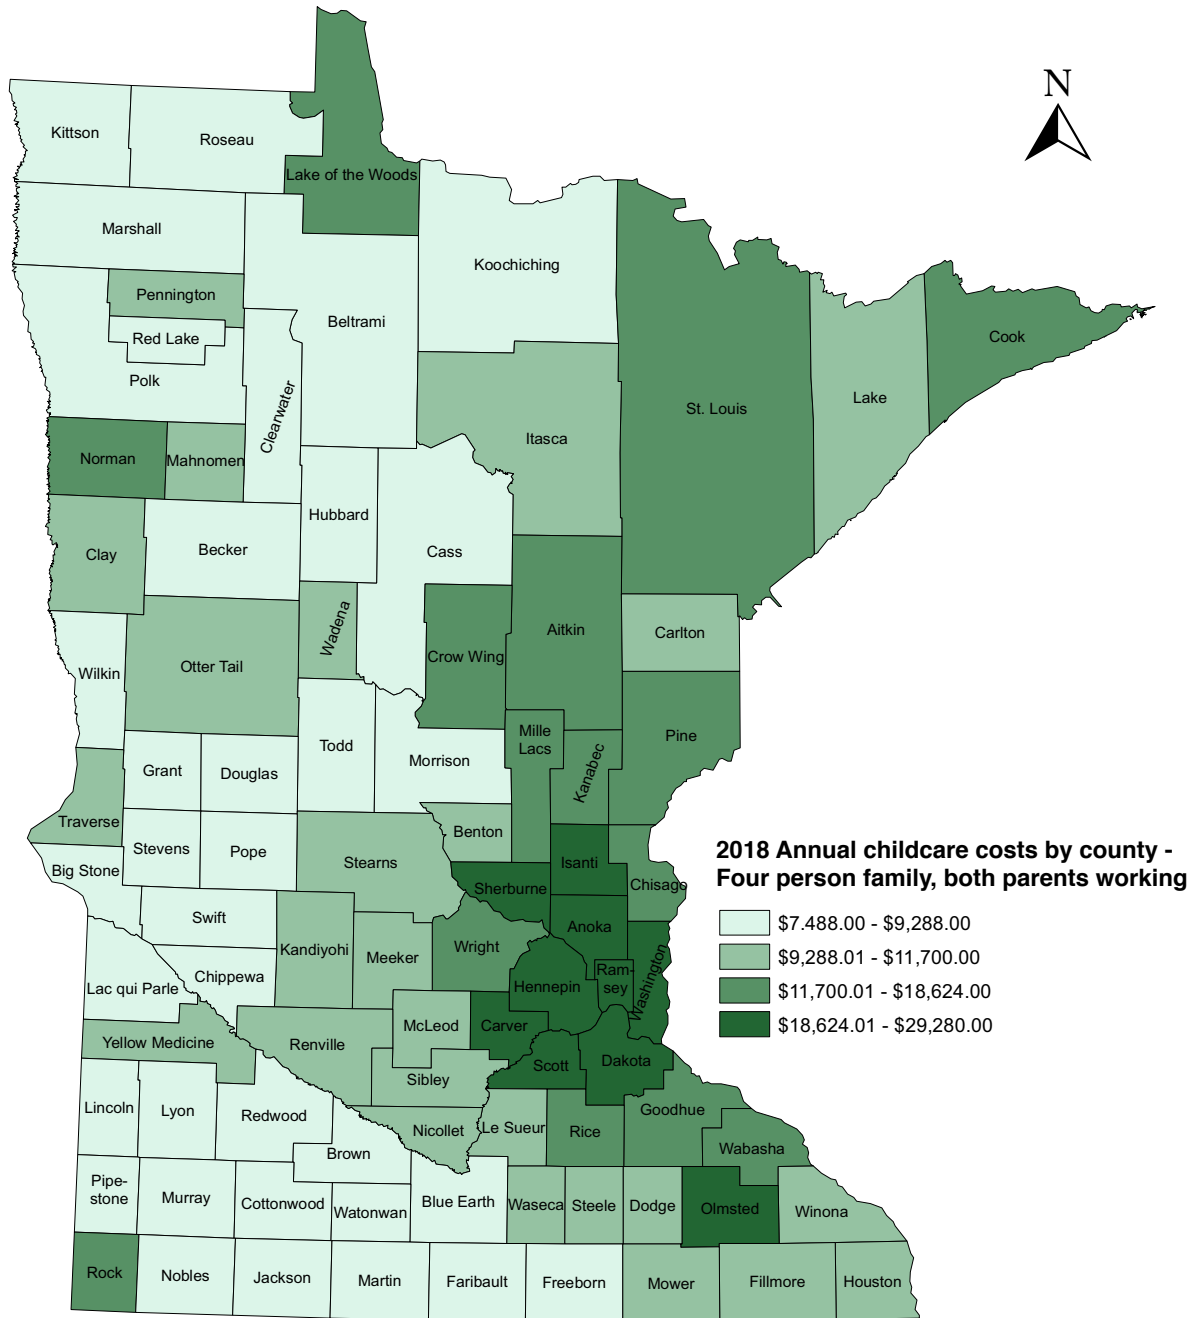 N
Kittson
Roseau
Lake of the Woods
Marshall
Koochiching
Pennington
Beltrami
Red Lake
Cook
Polk
Lake
St. Louis
Clearwater
Itasca
Norman
Mahnomen
Hubbard
Becker
Cass
Clay
Wadena
Aitkin
Carlton
Crow Wing
Otter Tail
Wilkin
Mille
Lacs
Pine
Todd
Morrison
Kanabec
Grant
Douglas
Traverse
Benton
Stevens
Pope
Stearns
Isanti
Big Stone
Sherburne
Chisago
2018 Annual childcare costs by county -
Four person family, both parents working
$7.488.00 - $9,288.00
$9,288.01 - $11,700.00
$11,700.01 - $18,624.00
$18,624.01 - $29,280.00
Swift
Anoka
Kandiyohi
Wright
Meeker
Washington
Ram-
sey
Chippewa
Lac qui Parle
Hennepin
McLeod
Carver
Yellow Medicine
Renville
Scott
Dakota
Sibley
Lincoln
Lyon
Redwood
Goodhue
Nicollet
Le Sueur
Rice
Brown
Wabasha
Pipe-
stone
Murray
Cottonwood
Watonwan
Blue Earth
Waseca
Steele
Dodge
Olmsted
Winona
Rock
Nobles
Jackson
Martin
Faribault
Freeborn
Mower
Fillmore
Houston